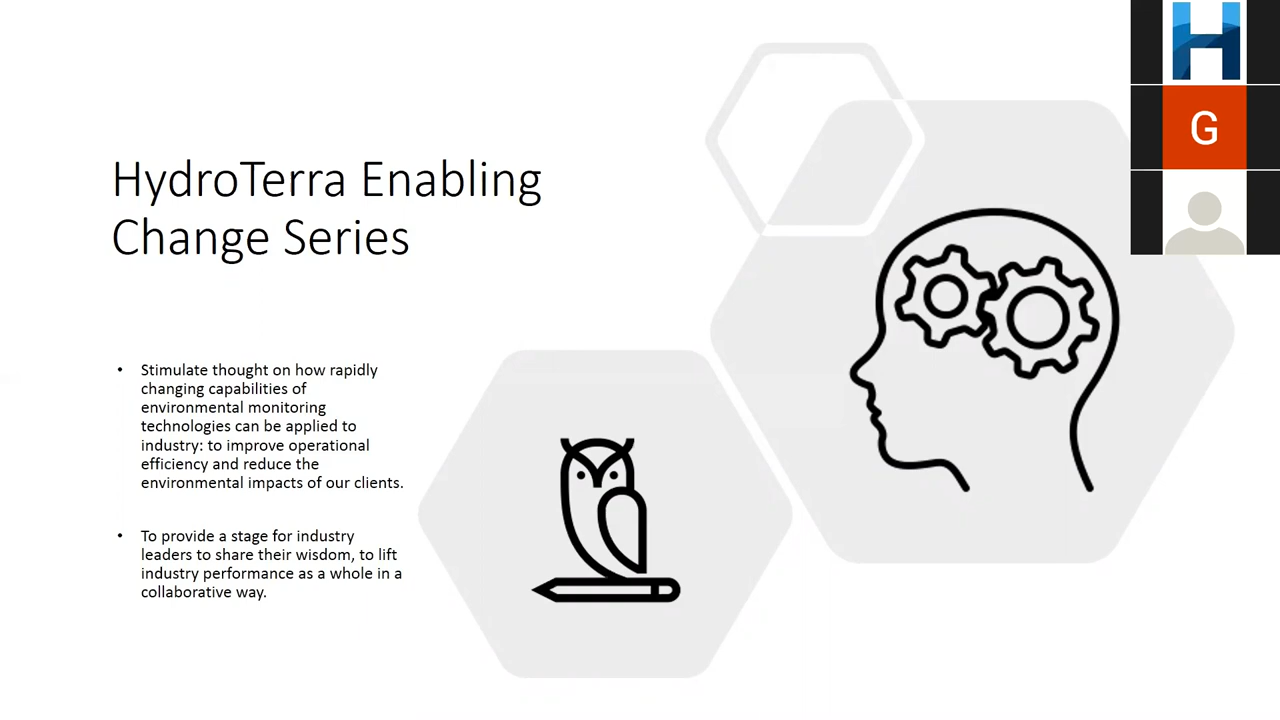 HydroTerra Enabling
Change Series
• Stimulate thought on how rapidly
changing capabilities of
environmental monitoring
technologies can be applied to
industry: to improve operational
efficiency and reduce the
environmental impacts of our clients.
• To provide a stage for industry
leaders to share their wisdom, to lift
industry performance as a whole in a
collaborative way.
H
G